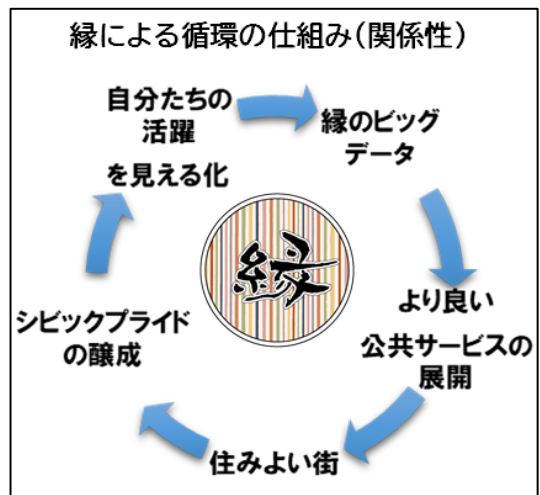 縁による循環の仕組み(関係性)
自分たちの
活躍
を見える化
縁のビッグ
データ
より良い
公共サービスの
展開
住みよい街
シビックプライド
の醸成
縁